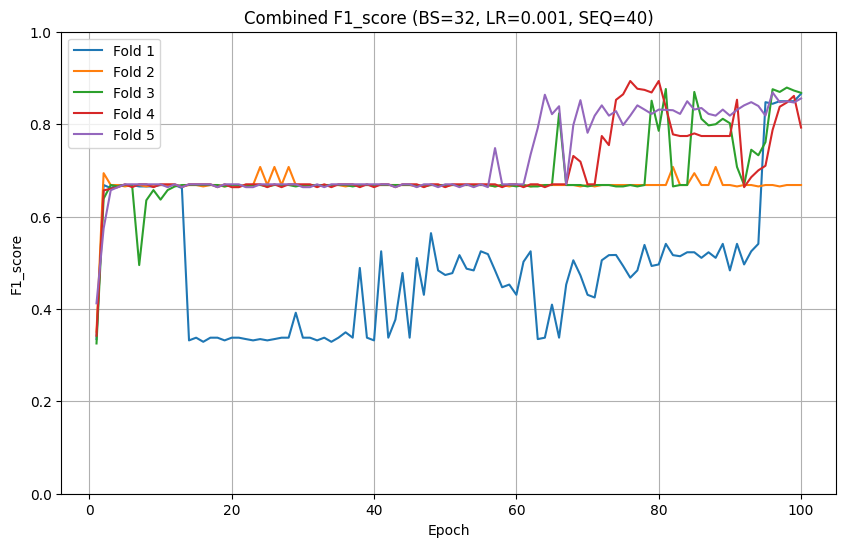 Combined F1_score (BS=32, LR=0.001, SEQ=40)
F1_score
1.0
0.8
0.6
0.4
0.2
0.0
Fold 1
Fold 2
Fold 3
Fold 4
Fold 5
0
20
40
60
80
100
Epoch